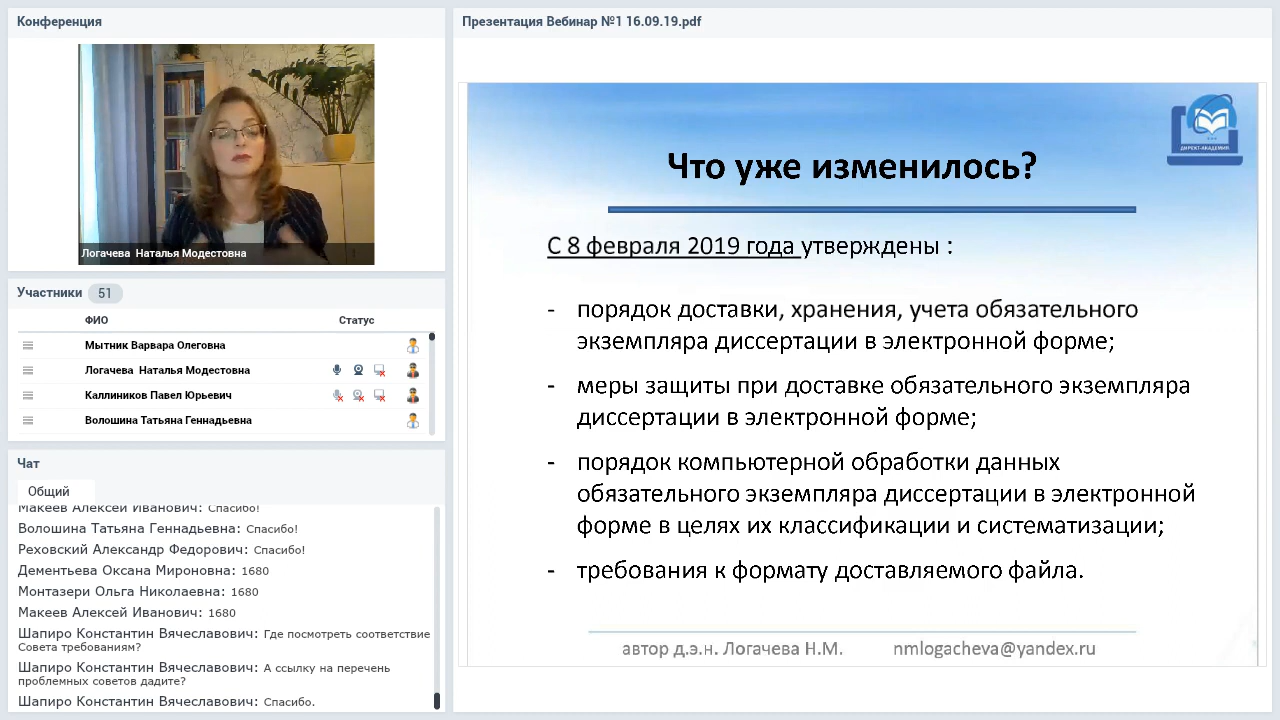 Конференция
Логачева Наталья Модестовна
Участники 51
ФИО Статус
Мытник Варвара Олеговна
Логачева Наталья Модестовна
Каллиников Павел Юрьевич
Волошина Татьяна Геннадьевна
Чат
Общий
Макеев Алексей Иванович: Спасибо!
Волошина Татьяна Геннадьевна: Спасибо!
Реховский Александр Федорович: Спасибо!
Дементьева Оксана Мироновна: 1680
Монтазери Ольга Николаевна: 1680
Макеев Алексей Иванович: 1680
Шапиро Константин Вячеславович: Где посмотреть соответствие
Совета требованиям?
Шапиро Константин Вячеславович: А ссылку на перечень
проблемных советов дадите?
Шапиро Константин Вячеславович: Спасибо.
Презентация Вебинар №1 16.09.19.pdf
ДИРЕКТ-АКАДЕМИЯ
Что уже изменилось?
С 8 февраля 2019 года утверждены :
- порядок доставки, хранения, учета обязательного
экземпляра диссертации в электронной форме;
- меры защиты при доставке обязательного экземпляра
диссертации в электронной форме;
- порядок компьютерной обработки данных
обязательного экземпляра диссертации в электронной
форме в целях их классификации и систематизации;
- требования к формату доставляемого файла.
автор д.э.н. Логачева Н.М. nmlogacheva@yandex.ru